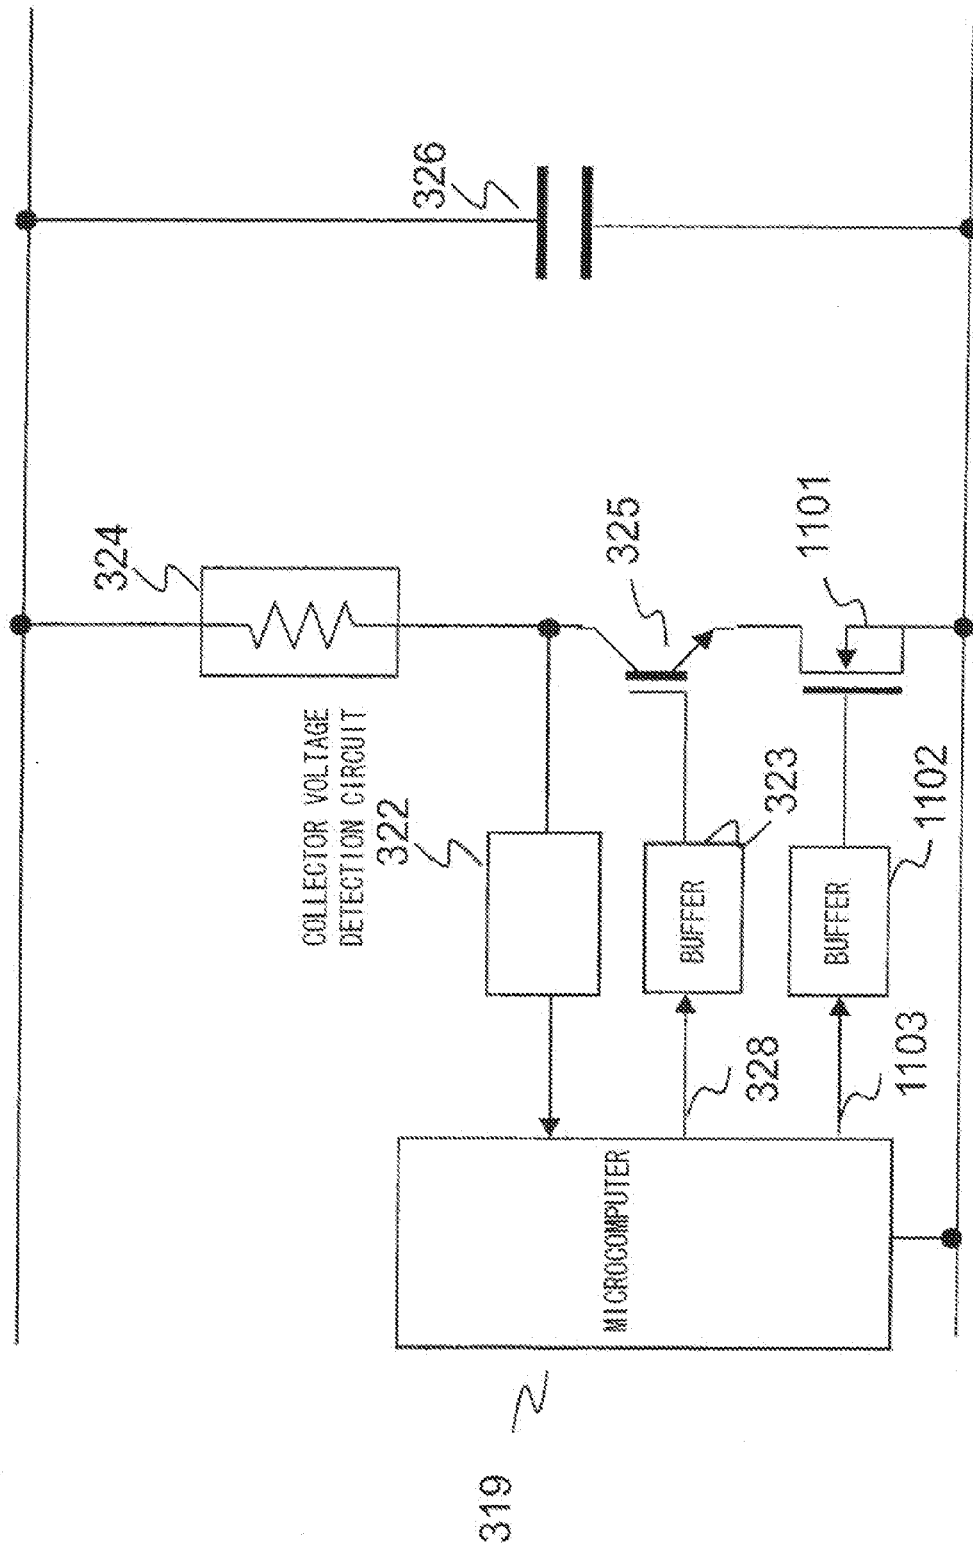 324
326
COLLECTOR VOLTAGE
DETECTION CIRCUIT
322
325
323
BUFFER
1101
BUFFER
1102
MICROCOMPUTER
328
1103
319